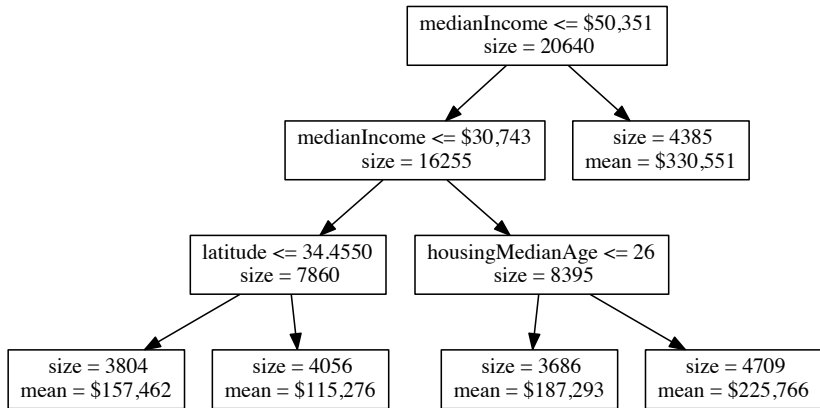 medianIncome <= $50,351
size = 20640
medianIncome <= $30,743
size = 16255
size = 4385
mean = $330,551
latitude <= 34.4550
size = 7860
housingMedianAge <= 26
size = 8395
size = 3804
mean = $157,462
size = 4056
mean = $115,276
size = 3686
mean = $187,293
size = 4709
mean = $225,766